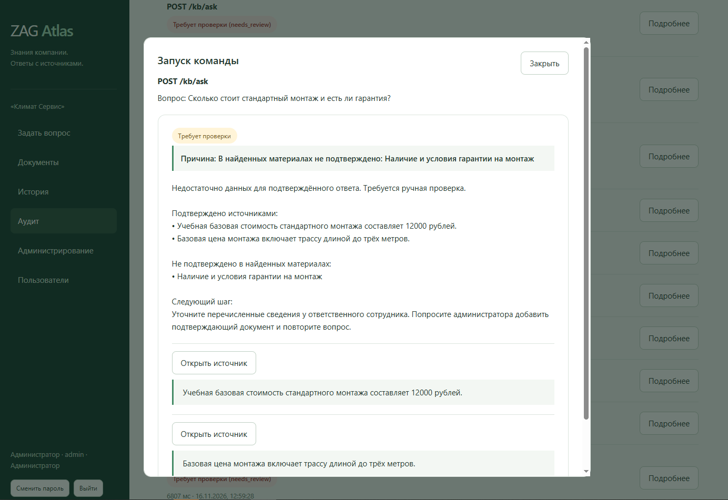 ZAG Atlas
Знания компании.
Ответы с источниками.
«Климат Сервис»
Задать вопрос
Документы
История
Аудит
Администрирование
Пользователи
Администратор · admin ·
Администратор
Сменить пароль
Выйти
POST /kb/ask
Требует проверки (needs_review)
Подробнее
Подробнее
Подробнее
Подробнее
Подробнее
Подробнее
Подробнее
Подробнее
Подробнее
Подробнее
Запуск команды
Закрыть
POST /kb/ask
Вопрос: Сколько стоит стандартный монтаж и есть ли гарантия?
Требует проверки
Причина: В найденных материалах не подтверждено: Наличие и условия гарантии на монтаж
Недостаточно данных для подтверждённого ответа. Требуется ручная проверка.
Подтверждено источниками:
• Учебная базовая стоимость стандартного монтажа составляет 12000 рублей.
• Базовая цена монтажа включает трассу длиной до трёх метров.
Не подтверждено в найденных материалах:
• Наличие и условия гарантии на монтаж
Следующий шаг:
Уточните перечисленные сведения у ответственного сотрудника. Попросите администратора добавить
подтверждающий документ и повторите вопрос.
Открыть источник
Учебная базовая стоимость стандартного монтажа составляет 12000 рублей.
Открыть источник
Базовая цена монтажа включает трассу длиной до трёх метров.
Требует проверки (needs_review)